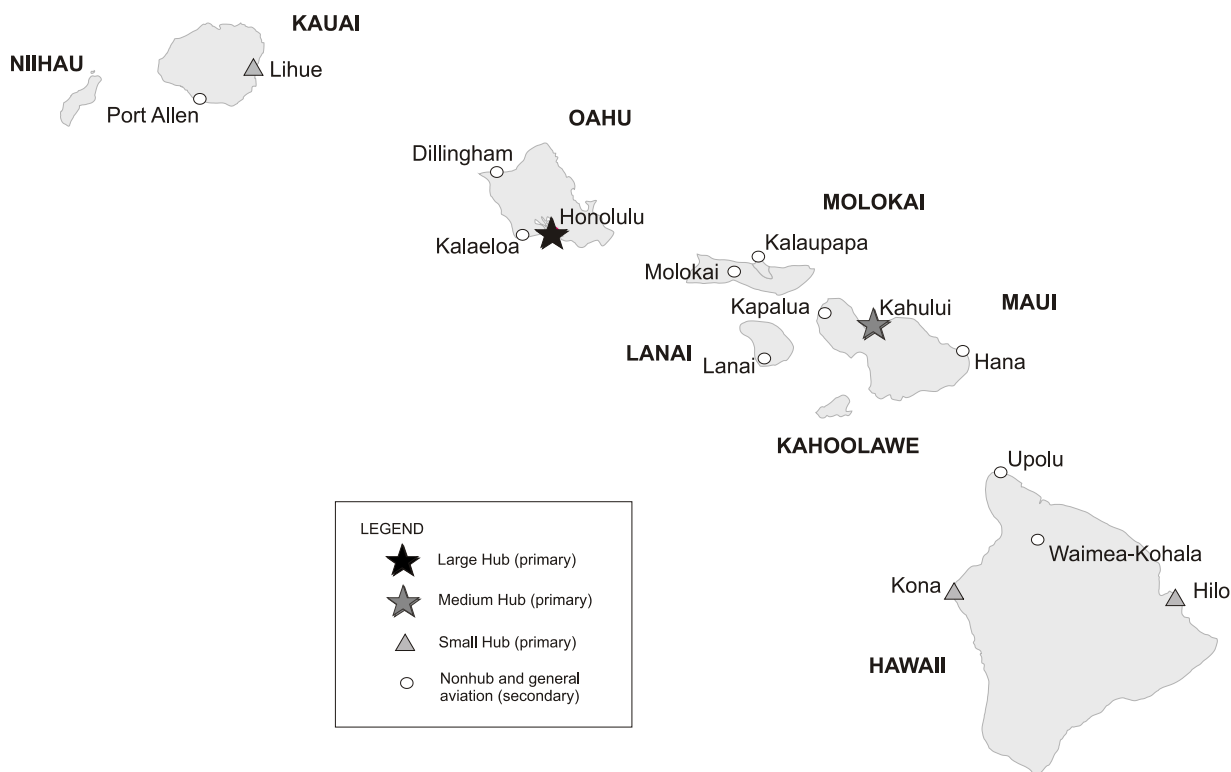 KAUAI
NIIHAU
Lihue
Port Allen
OAHU
Dillingham
Honolulu
Kalaeloa
MOLOKAI
Kalaupapa
Molokai
MAUI
Kapalua
Kahului
LANAI
Lanai
Hana
KAHOOLAWE
Upolu
Waimea-Kohala
Kona
Hilo
HAWAII
LEGEND
Large Hub (primary)
Medium Hub (primary)
Small Hub (primary)
Nonhub and general
aviation (secondary)